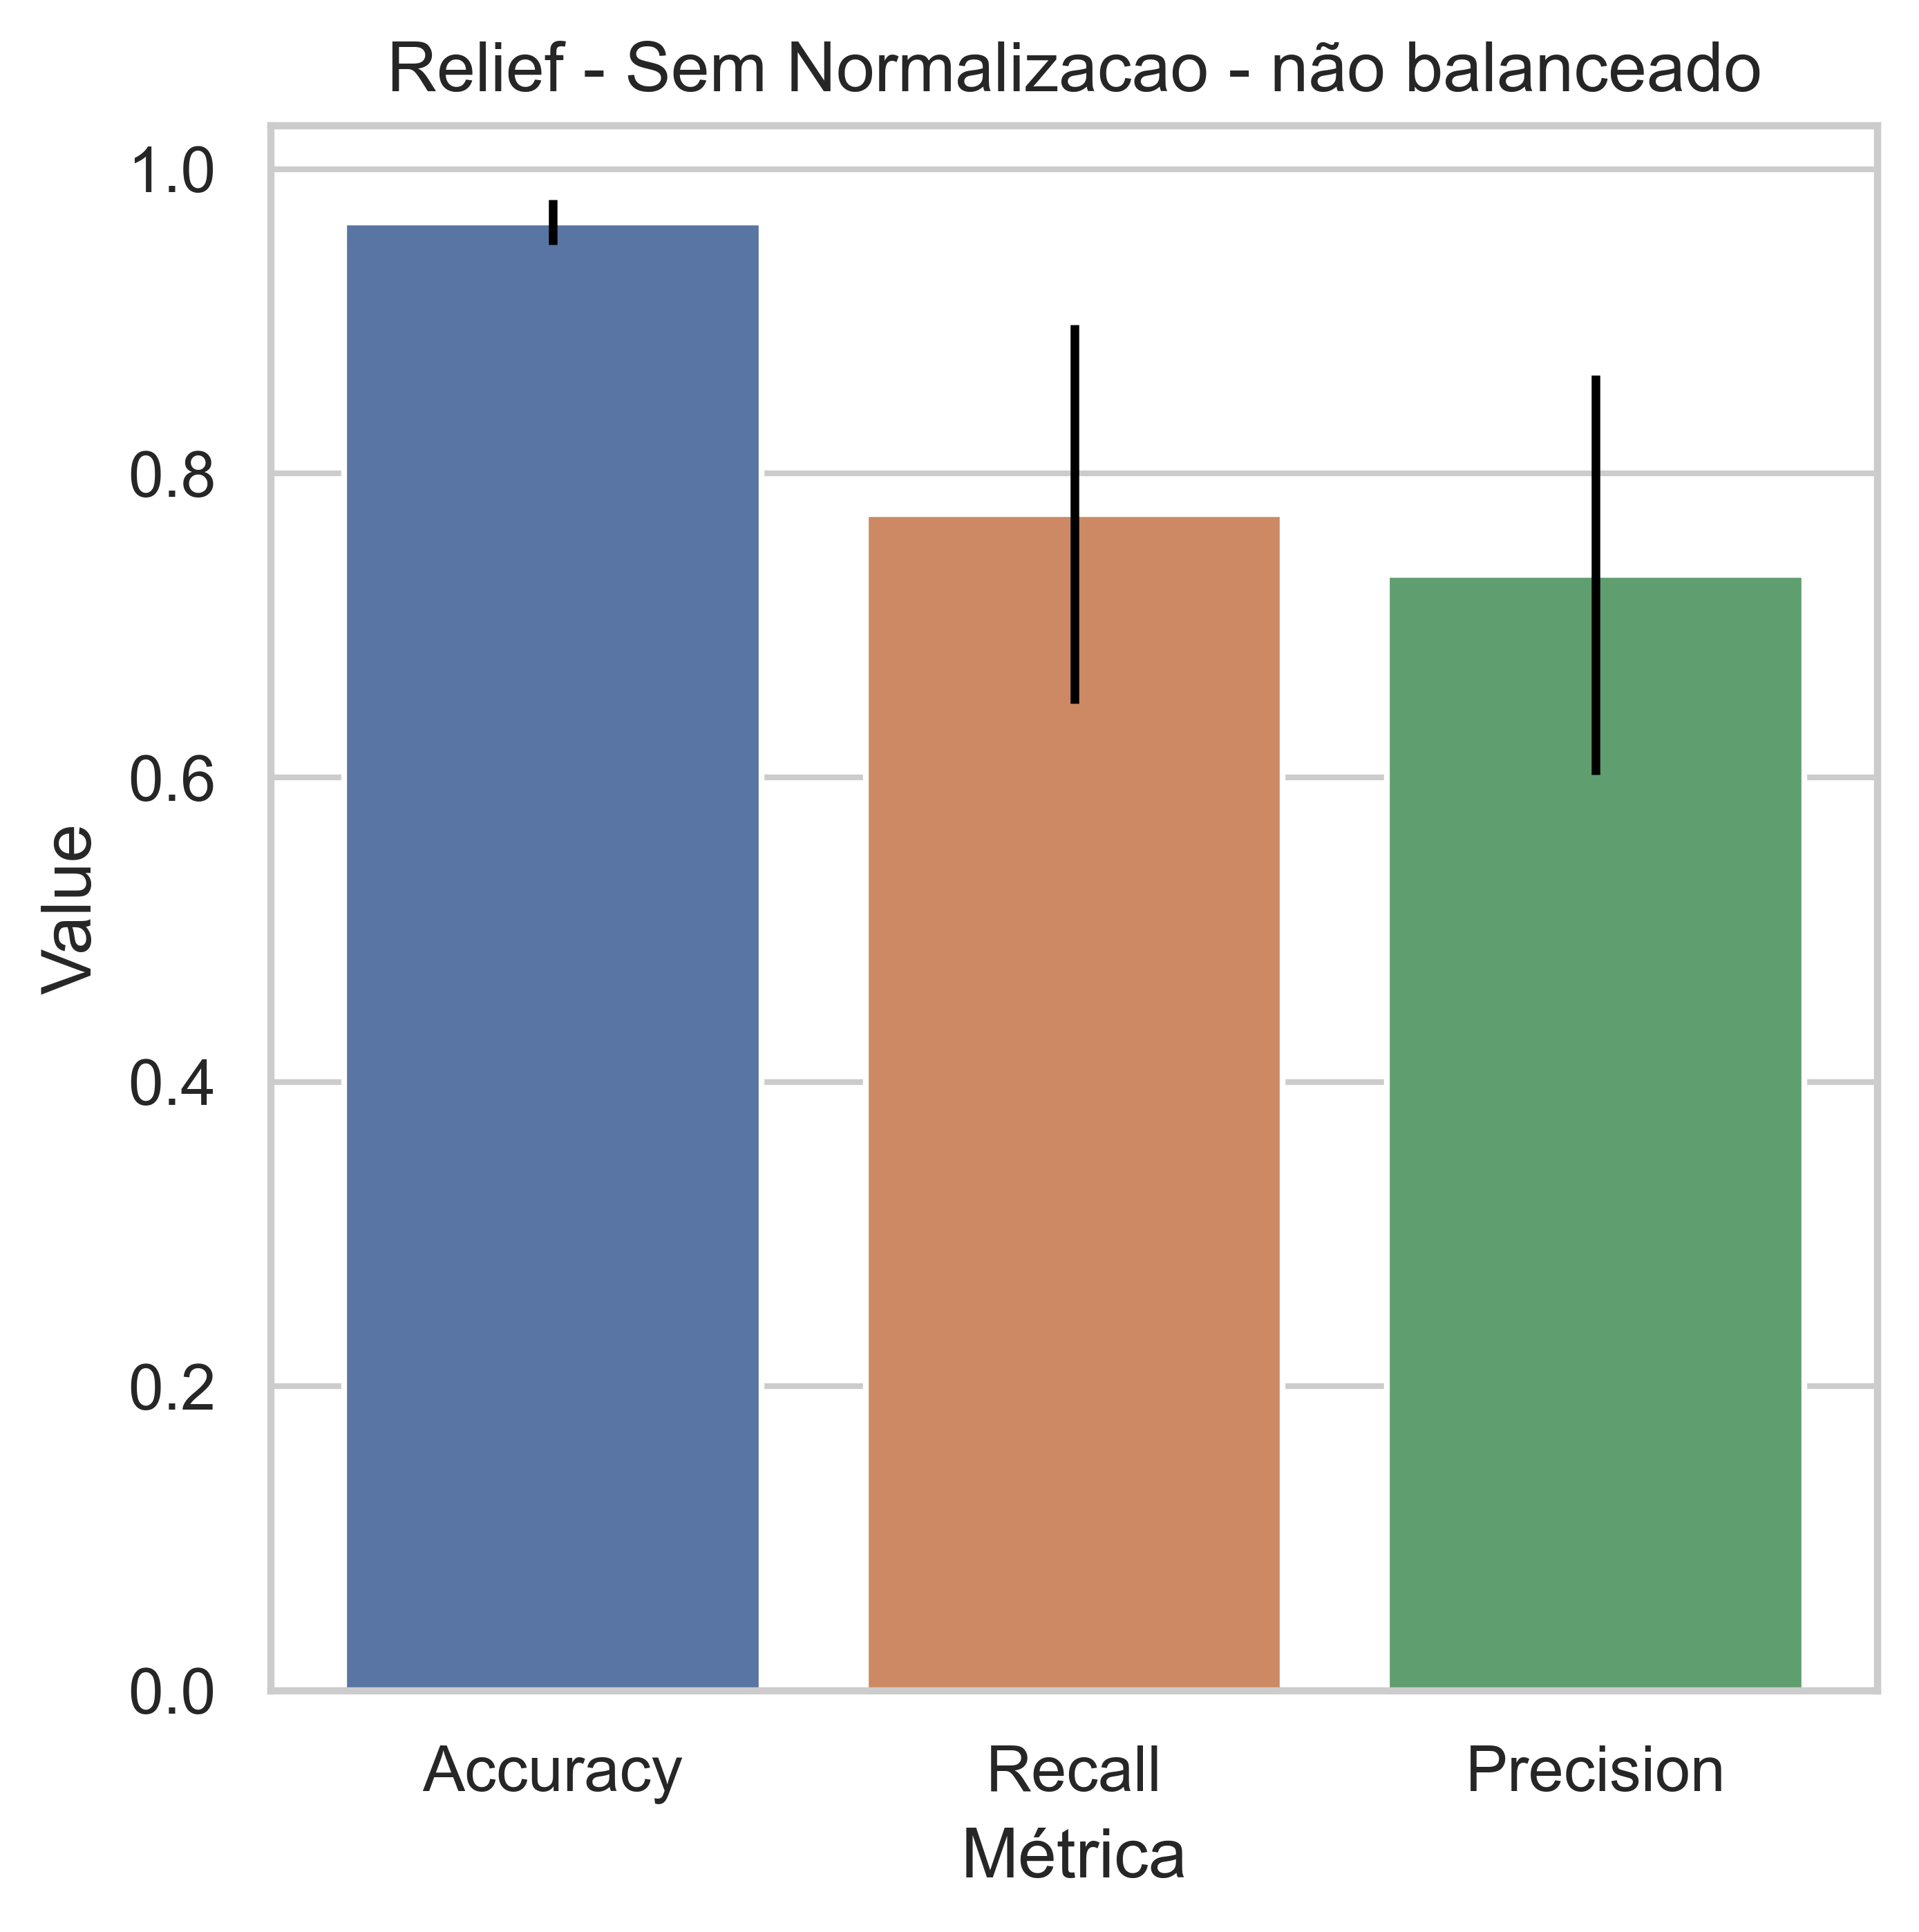 Relief - Sem Normalizacao - não balanceado
1.0
0.8
0.6
0.4
0.2
0.0
Value
Accuracy Recall Precision
Métrica